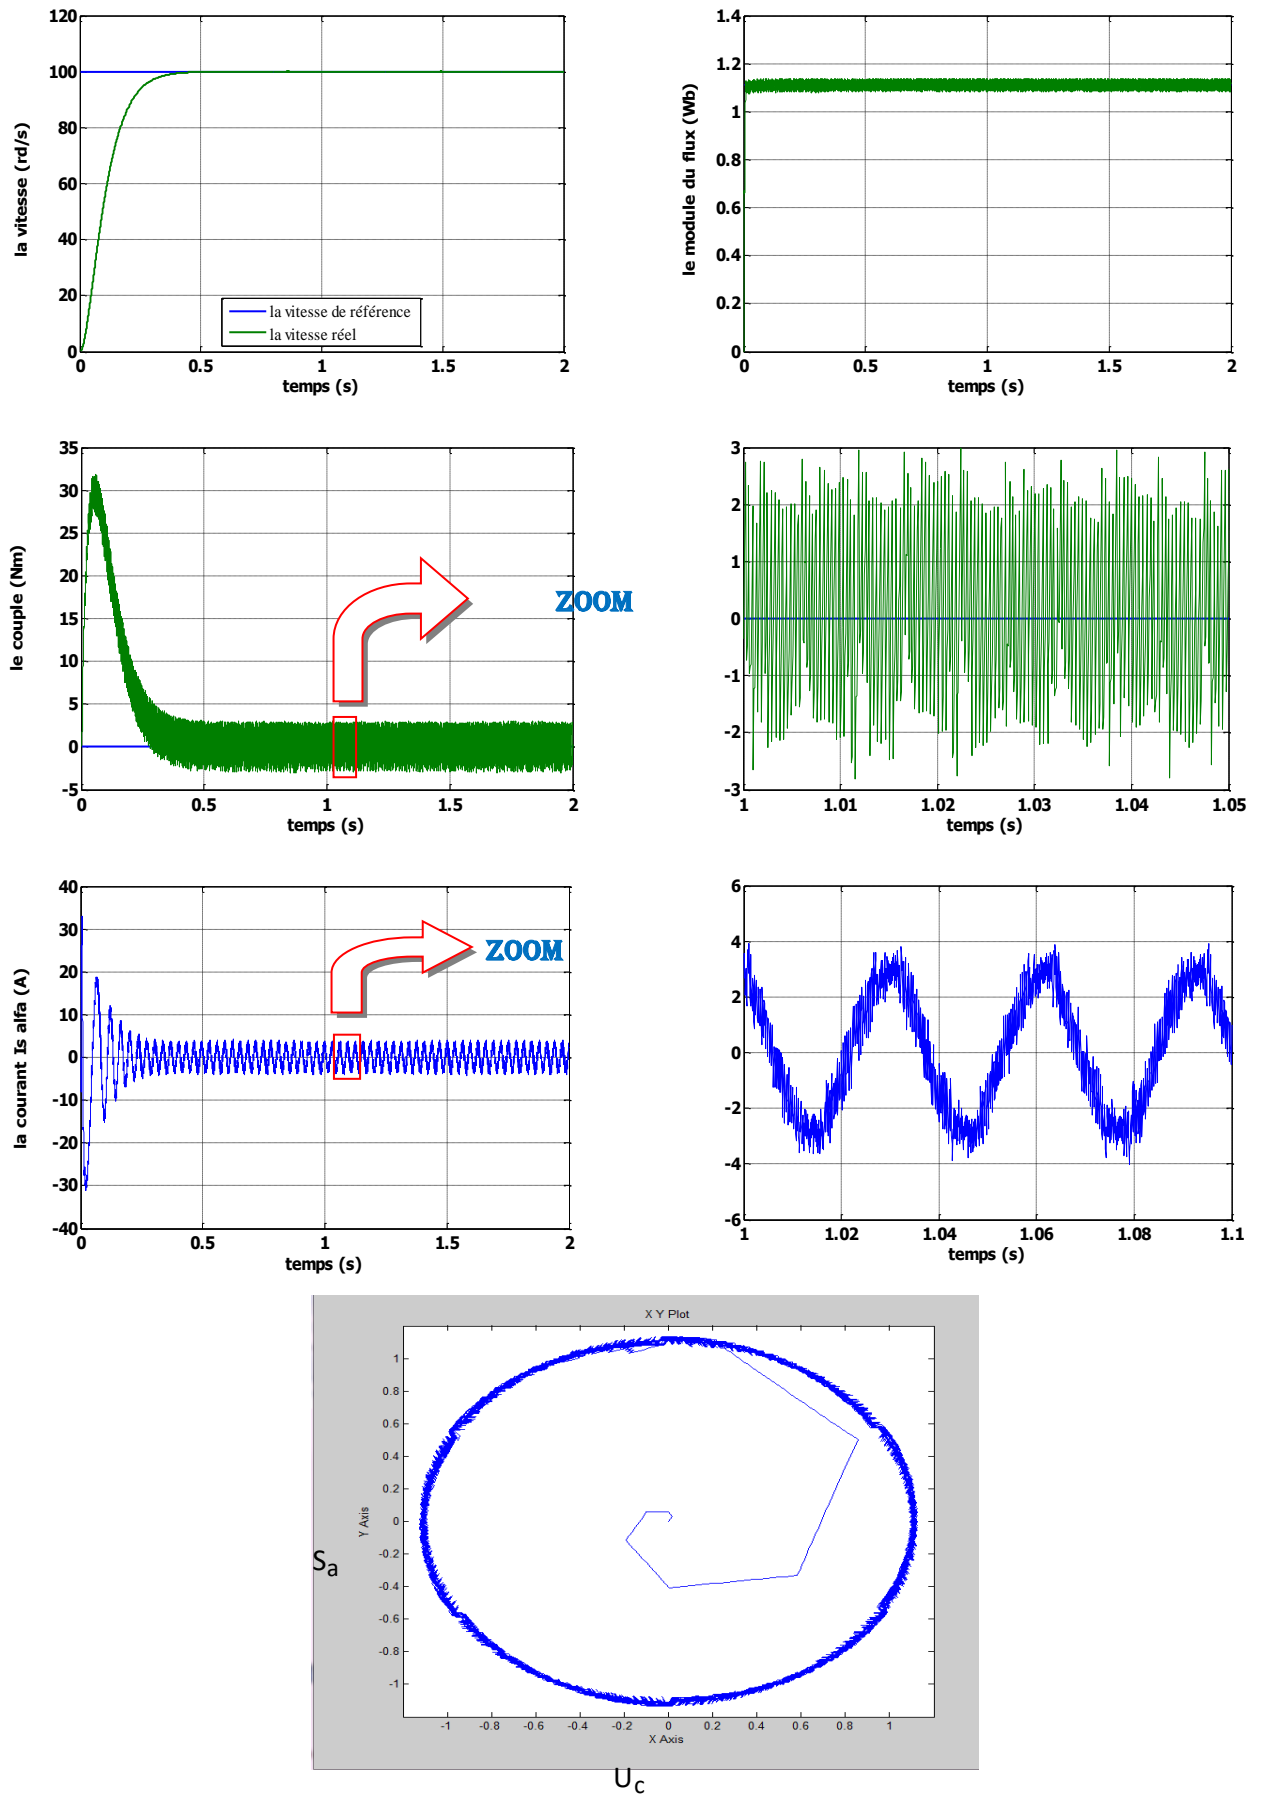 120
100
80
60
40
20
0
0 0.5 1 1.5 2
la vitesse (rd/s)
temps (s)
la vitesse de référence
la vitesse réel
1.4
1.2
1
0.8
0.6
0.4
0.2
0
0 0.5 1 1.5 2
le module du flux (Wb)
temps (s)
35
30
25
20
15
10
5
0
-5
0 0.5 1 1.5 2
le couple (Nm)
temps (s)
ZOOM
3
2
1
0
-1
-2
-3
1 1.01 1.02 1.03 1.04 1.05
temps (s)
40
30
20
10
0
-10
-20
-30
-40
0 0.5 1 1.5 2
la courant Is alfa (A)
temps (s)
ZOOM
6
4
2
0
-2
-4
-6
1 1.02 1.04 1.06 1.08 1.1
temps (s)
X Y Plot
1
0.8
0.6
0.4
0.2
0
-0.2
-0.4
-0.6
-0.8
-1
Y Axis
Sa
-1 -0.8 -0.6 -0.4 -0.2 0 0.2 0.4 0.6 0.8 1
X Axis
Uc